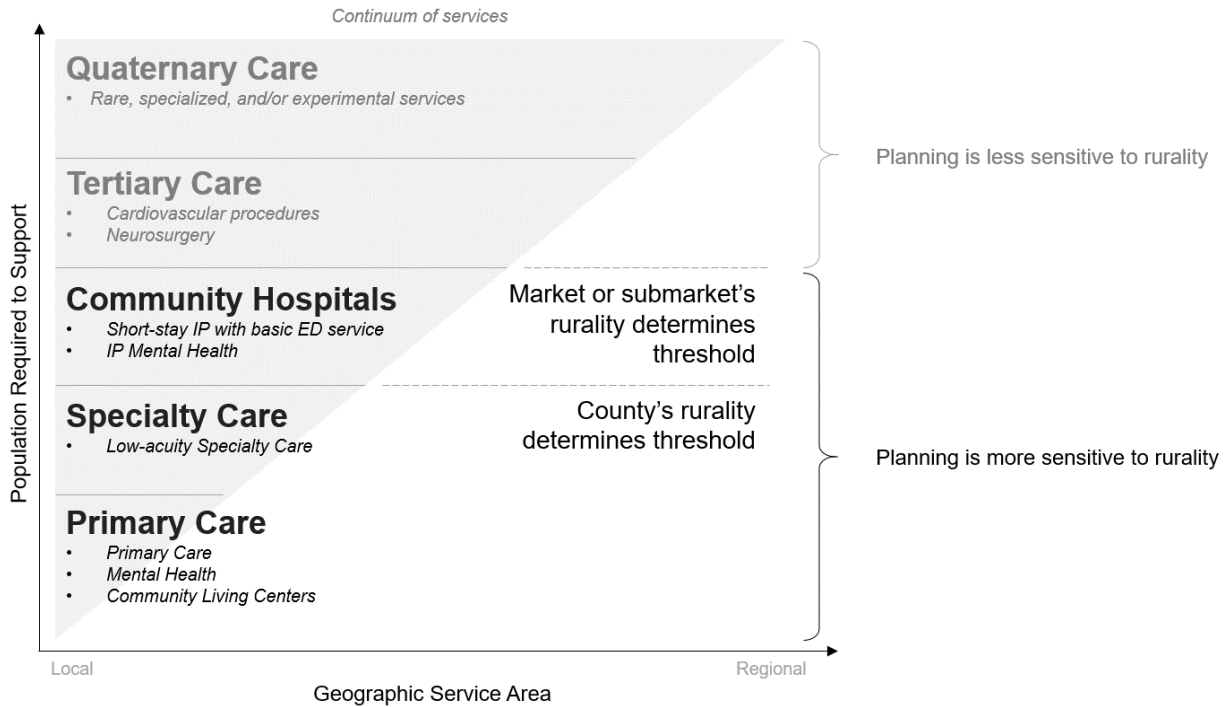 Continuum of services
Quaternary Care
• Rare, specialized, and/or experimental services
Planning is less sensitive to rurality
Tertiary Care
• Cardiovascular procedures
• Neurosurgery
Population Required to Support
Community Hospitals
• Short-stay IP with basic ED service
• IP Mental Health
Market or submarket’s
rurality determines
threshold
Specialty Care
• Low-acuity Specialty Care
County’s rurality
determines threshold
Planning is more sensitive to rurality
Primary Care
• Primary Care
• Mental Health
• Community Living Centers
Local
Regional
Geographic Service Area